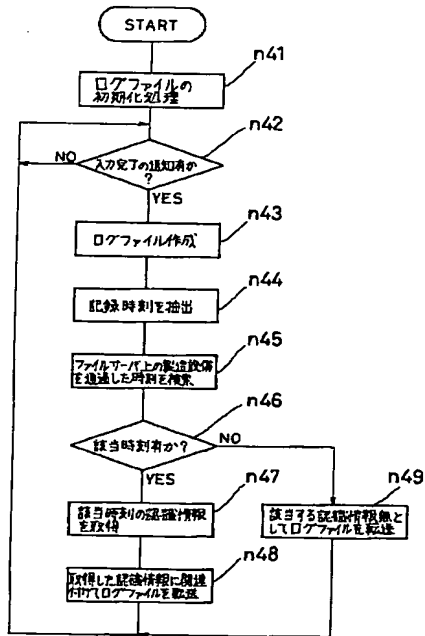 START
n41
ログファイルの
初期化処理
n42
入力完了の通知有か
?
NO
YES
n43
ログファイル作成
n44
記録時刻を抽出
n45
ファイルサーバ上の製造設備
を通過した時刻を検索
n46
該当時刻有か?
NO
YES
n47
該当時刻の認識情報
を取得
n49
該当する認識情報無と
してログファイルを転送
n48
取得した認識情報に関連
付けてログファイルを転送